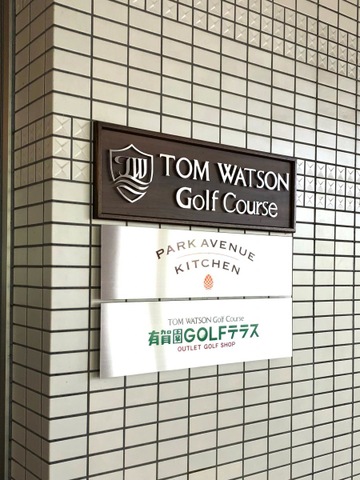 TW
TOM WATSON
Golf Course
PARK AVENUE
KITCHEN
TOM WATSON Golf Course
有賀園GOLFテラス
OUTLET GOLF SHOP